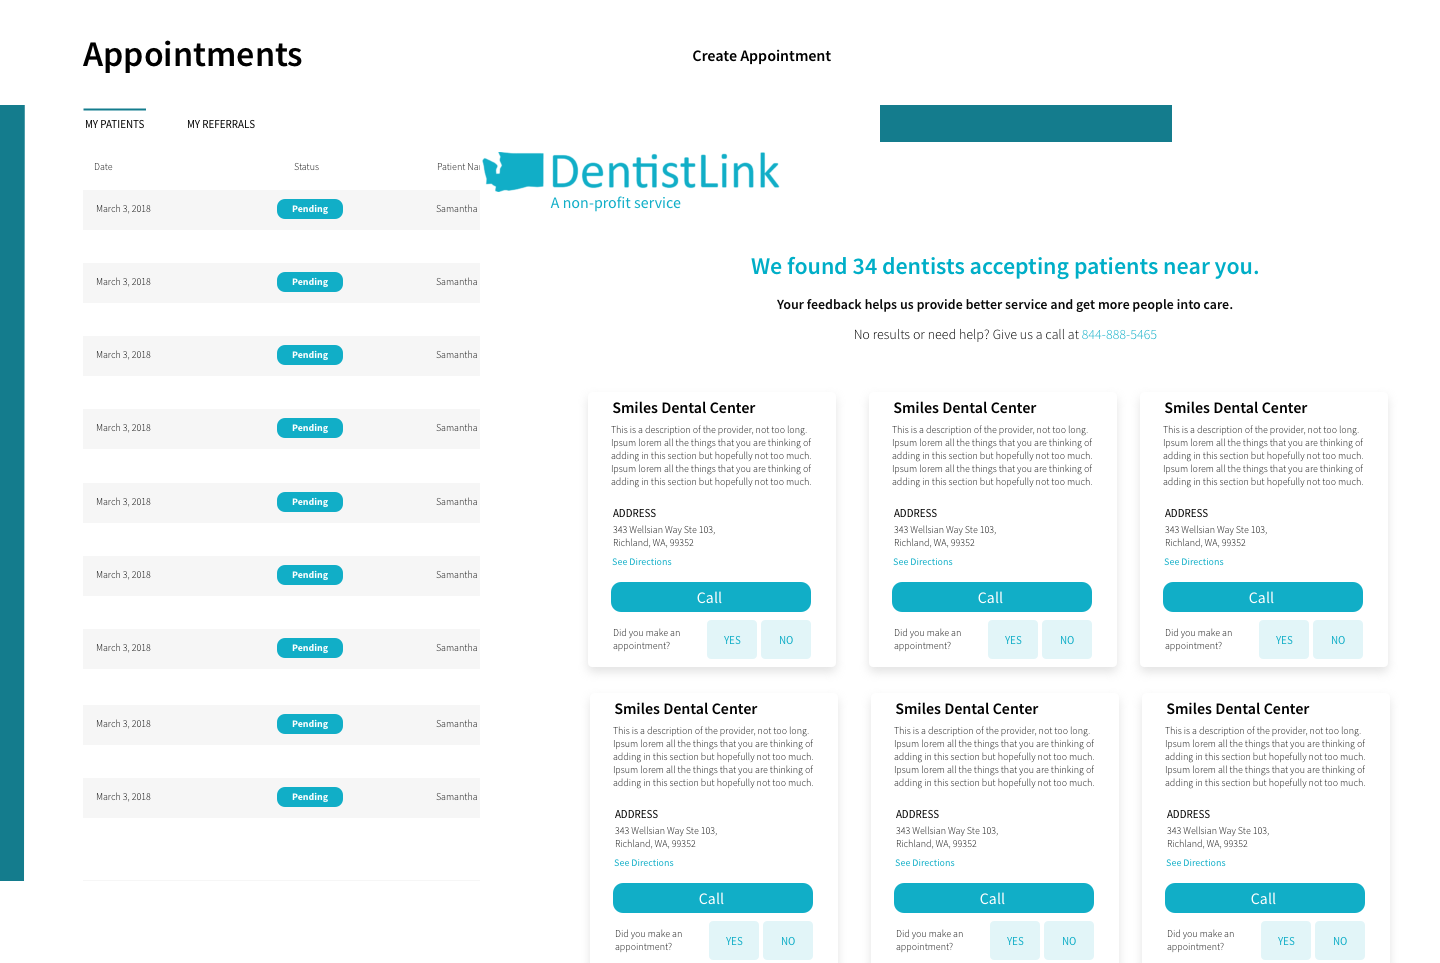 Appointments
Create Appointment
MY PATIENTS MY REFERRALS
Date Status Patient
March 3, 2018 Pending Samantha
March 3, 2018 Pending Samantha
March 3, 2018 Pending Samantha
March 3, 2018 Pending Samantha
March 3, 2018 Pending Samantha
March 3, 2018 Pending Samantha
March 3, 2018 Pending Samantha
March 3, 2018 Pending Samantha
March 3, 2018 Pending Samantha
DentistLink
A non-profit service
We found 34 dentists accepting patients near you.
Your feedback helps us provide better service and get more people into care.
No results or need help? Give us a call at 844-888-5465
Smiles Dental Center
This is a description of the provider, not too long.
Ipsum lorem all the things that you are thinking of
adding in this section but hopefully not too much.
Ipsum lorem all the things that you are thinking of
adding in this section but hopefully not too much.
ADDRESS
343 Wellsian Way Ste 103,
Richland, WA, 99352
See Directions
Call
Did you make an
appointment?
YES NO
Smiles Dental Center
This is a description of the provider, not too long.
Ipsum lorem all the things that you are thinking of
adding in this section but hopefully not too much.
Ipsum lorem all the things that you are thinking of
adding in this section but hopefully not too much.
ADDRESS
343 Wellsian Way Ste 103,
Richland, WA, 99352
See Directions
Call
Did you make an
appointment?
YES NO
Smiles Dental Center
This is a description of the provider, not too long.
Ipsum lorem all the things that you are thinking of
adding in this section but hopefully not too much.
Ipsum lorem all the things that you are thinking of
adding in this section but hopefully not too much.
ADDRESS
343 Wellsian Way Ste 103,
Richland, WA, 99352
See Directions
Call
Did you make an
appointment?
YES NO
Smiles Dental Center
This is a description of the provider, not too long.
Ipsum lorem all the things that you are thinking of
adding in this section but hopefully not too much.
Ipsum lorem all the things that you are thinking of
adding in this section but hopefully not too much.
ADDRESS
343 Wellsian Way Ste 103,
Richland, WA, 99352
See Directions
Call
Did you make an
appointment?
YES NO
Smiles Dental Center
This is a description of the provider, not too long.
Ipsum lorem all the things that you are thinking of
adding in this section but hopefully not too much.
Ipsum lorem all the things that you are thinking of
adding in this section but hopefully not too much.
ADDRESS
343 Wellsian Way Ste 103,
Richland, WA, 99352
See Directions
Call
Did you make an
appointment?
YES NO
Smiles Dental Center
This is a description of the provider, not too long.
Ipsum lorem all the things that you are thinking of
adding in this section but hopefully not too much.
Ipsum lorem all the things that you are thinking of
adding in this section but hopefully not too much.
ADDRESS
343 Wellsian Way Ste 103,
Richland, WA, 99352
See Directions
Call
Did you make an
appointment?
YES NO